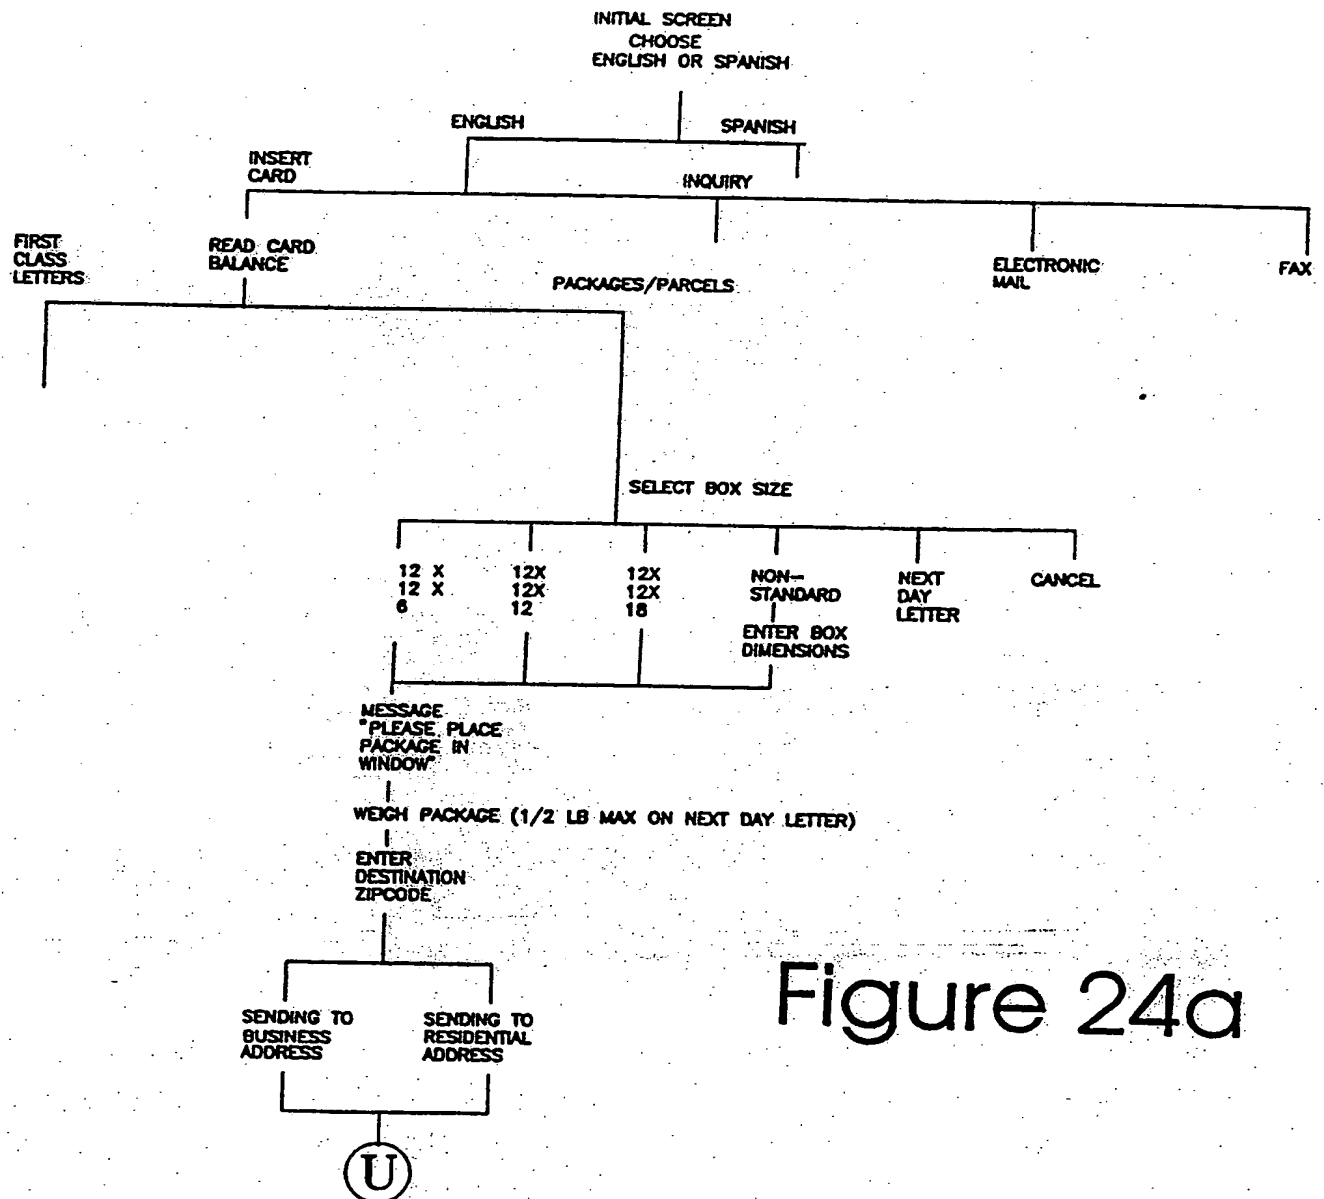 INITIAL SCREEN
CHOOSE
ENGLISH OR SPANISH
ENGLISH
SPANISH
INSERT
CARD
INQUIRY
FIRST
CLASS
LETTERS
READ CARD
BALANCE
PACKAGES/PARCELS
ELECTRONIC
MAIL
FAX
SELECT BOX SIZE
12 X
12 X
6
12X
12X
12
12X
12X
18
NON-
STANDARD
ENTER BOX
DIMENSIONS
NEXT
DAY
LETTER
CANCEL
MESSAGE
"PLEASE PLACE
PACKAGE IN
WINDOW"
WEIGH PACKAGE (1/2 LB MAX ON NEXT DAY LETTER)
ENTER
DESTINATION
ZIPCODE
SENDING TO
BUSINESS
ADDRESS
SENDING TO
RESIDENTIAL
ADDRESS
U
Figure 24a